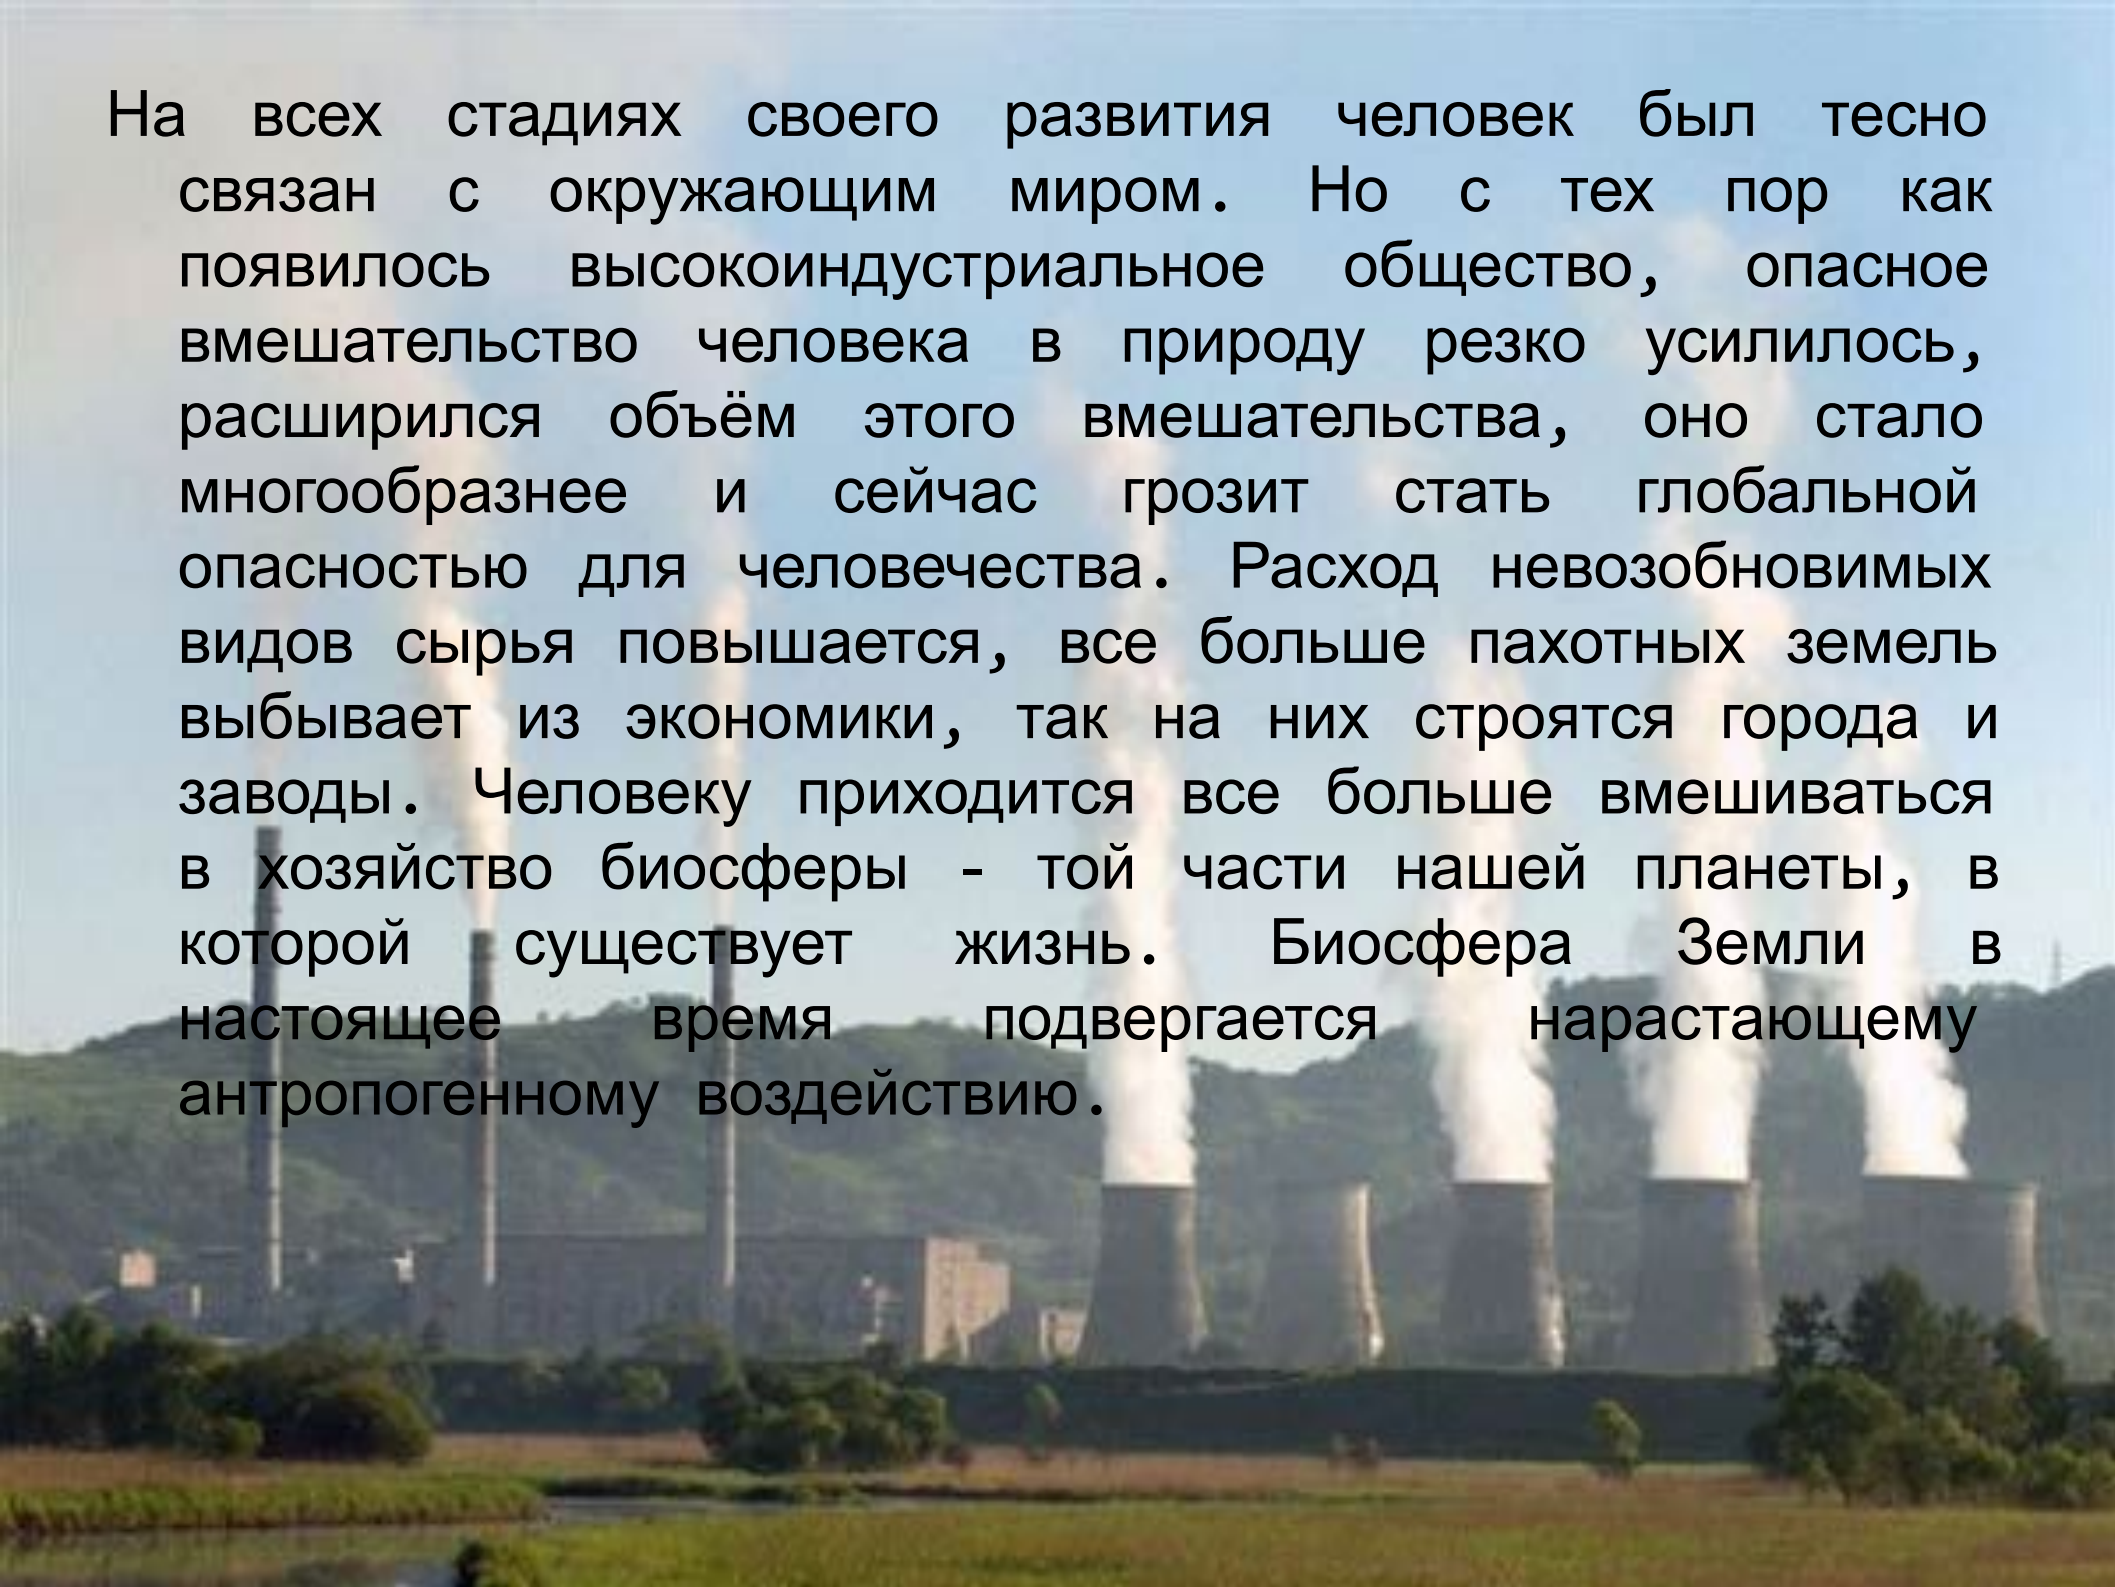 На всех стадиях своего развития человек был тесно
связан с окружающим миром. Но с тех пор как
появилось высокоиндустриальное общество, опасное
вмешательство человека в природу резко усилилось,
расширился объём этого вмешательства, оно стало
многообразнее и сейчас грозит стать глобальной
опасностью для человечества. Расход невозобновимых
видов сырья повышается, все больше пахотных земель
выбывает из экономики, так на них строятся города и
заводы. Человеку приходится все больше вмешиваться
в хозяйство биосферы - той части нашей планеты, в
которой существует жизнь. Биосфера Земли в
настоящее время подвергается нарастающему
антропогенному воздействию.